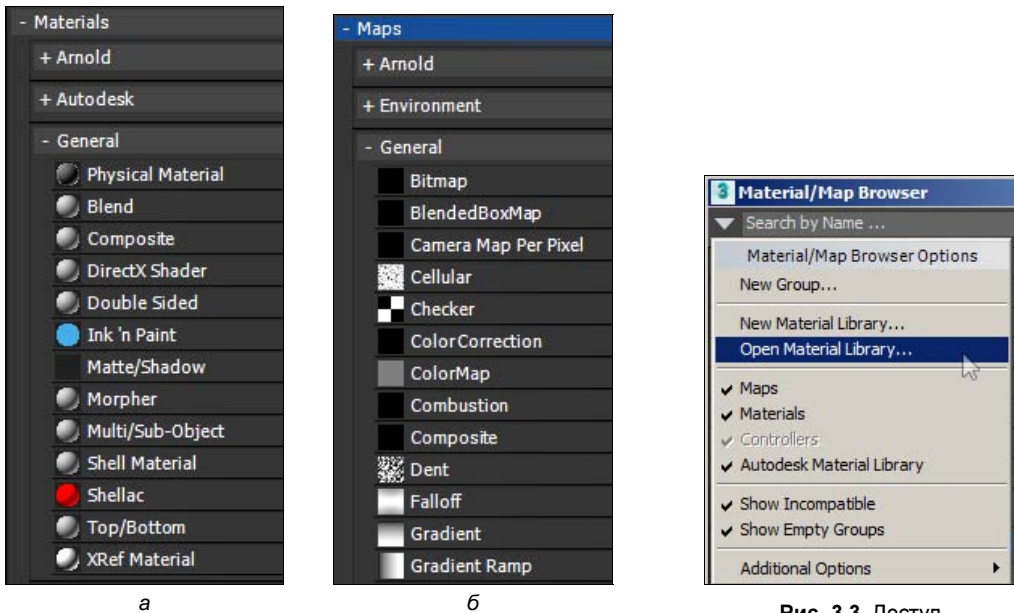 - Materials
+ Arnold
+ Autodesk
- General
Physical Material
Blend
Composite
DirectX Shader
Double Sided
Ink 'n Paint
Matte/Shadow
Morpher
Multi/Sub-Object
Shell Material
Shellac
Top/Bottom
XRef Material
а
- Maps
+ Arnold
+ Environment
- General
Bitmap
BlendedBoxMap
Camera Map Per Pixel
Cellular
Checker
ColorCorrection
ColorMap
Combustion
Composite
Dent
Falloff
Gradient
Gradient Ramp
б
3 Material/Map Browser
Search by Name ...
Material/Map Browser Options
New Group...
New Material Library...
Open Material Library...
Maps
Materials
Controllers
Autodesk Material Library
Show Incompatible
Show Empty Groups
Additional Options
Рис. 3.3. Доступ